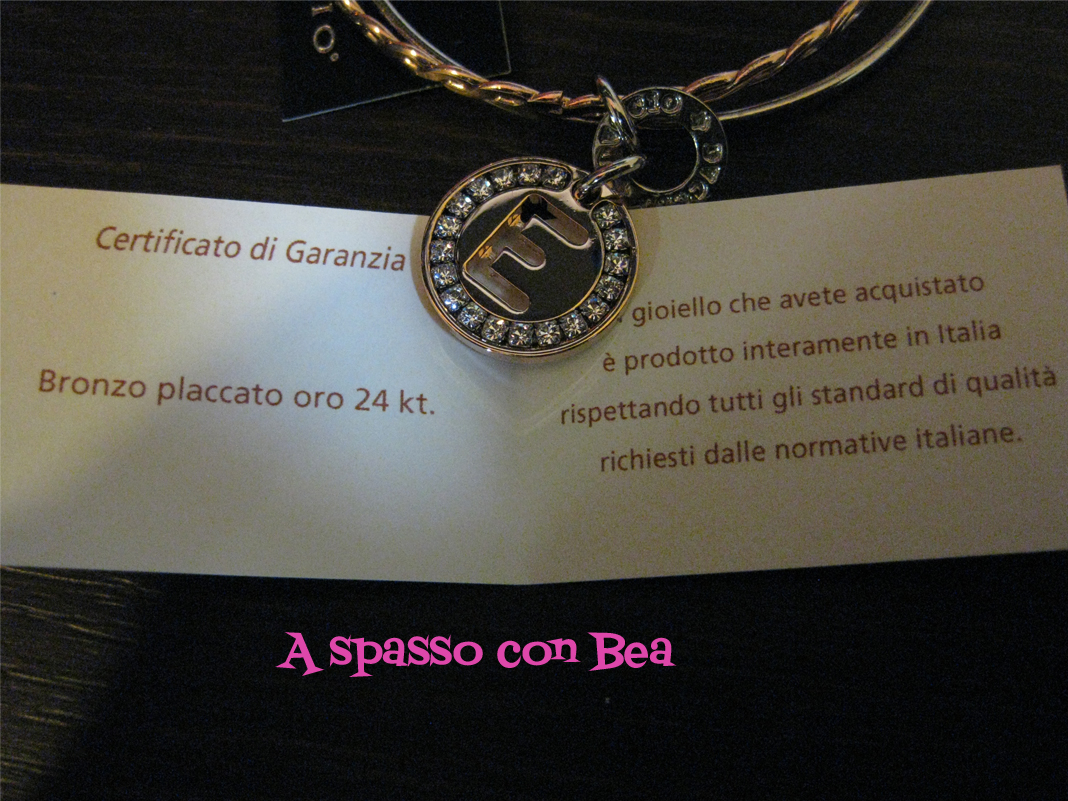 IO
Certificato di Garanzia
Bronzo placcato oro 24 kt.
E
gioiello che avete acquistato
è prodotto interamente in Italia
rispettando tutti gli standard di qualità
richiesti dalle normative italiane.
A spasso con Bea